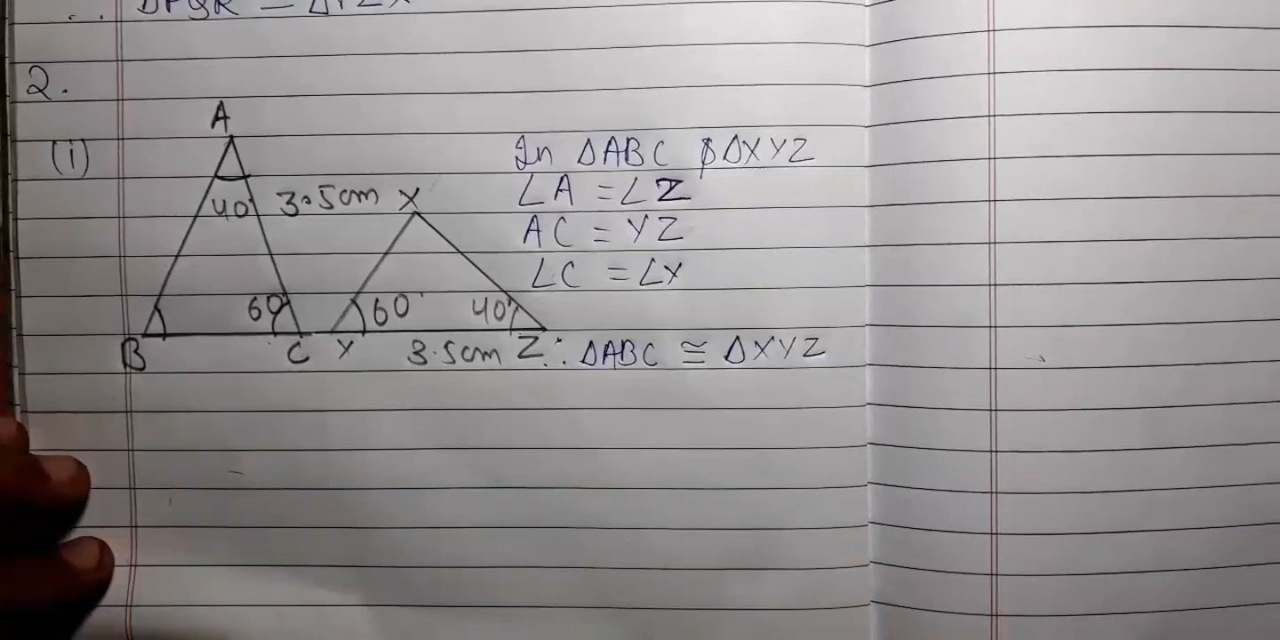 2.
(i)
A
40
3.5cm
X
60
60
40
B
C
Y
3.5cm
Z
In ΔABC & ΔXYZ
∠A = ∠Z
AC = YZ
∠C = ∠Y
∴ ΔABC ≅ ΔXYZ